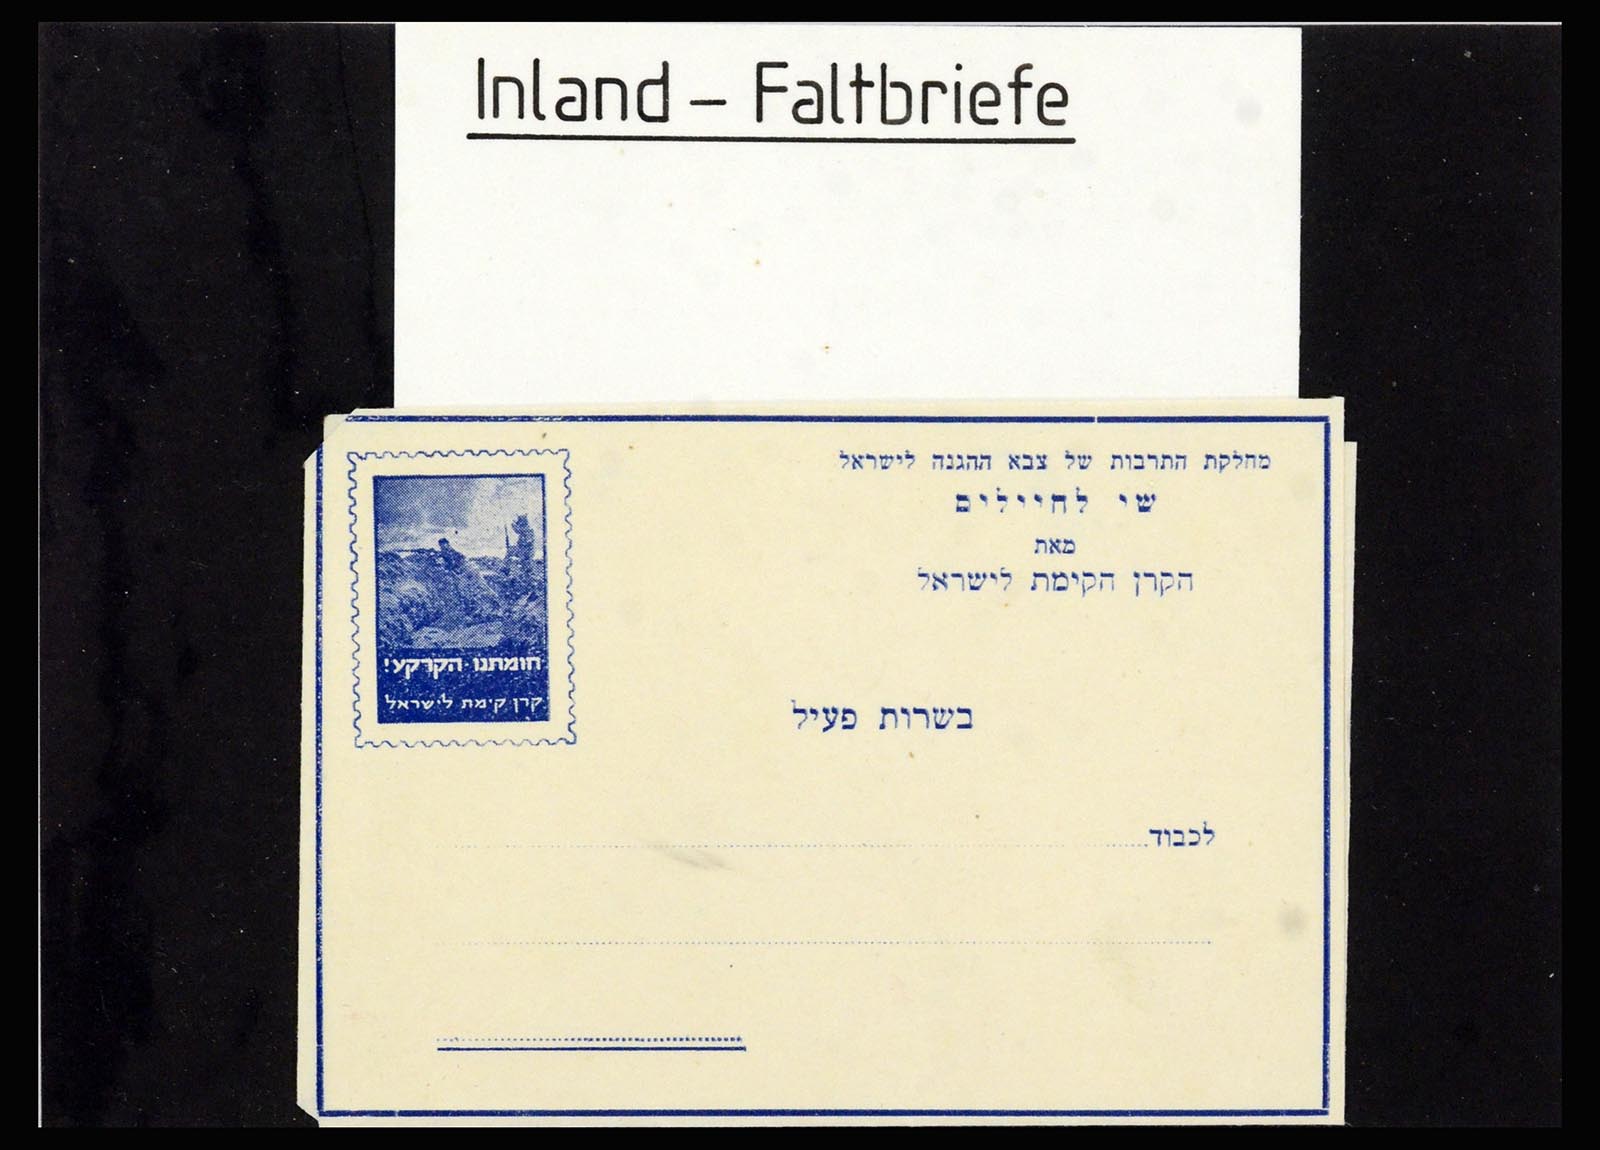 Inland – Faltbriefe
מחלקת התרבות של צבא ההגנה לישראל
שי לחיילים
מאת
הקרן הקימת לישראל
חומתנו-הקרקע!
קרן קימת לישראל
בשרות פעיל
לכבוד